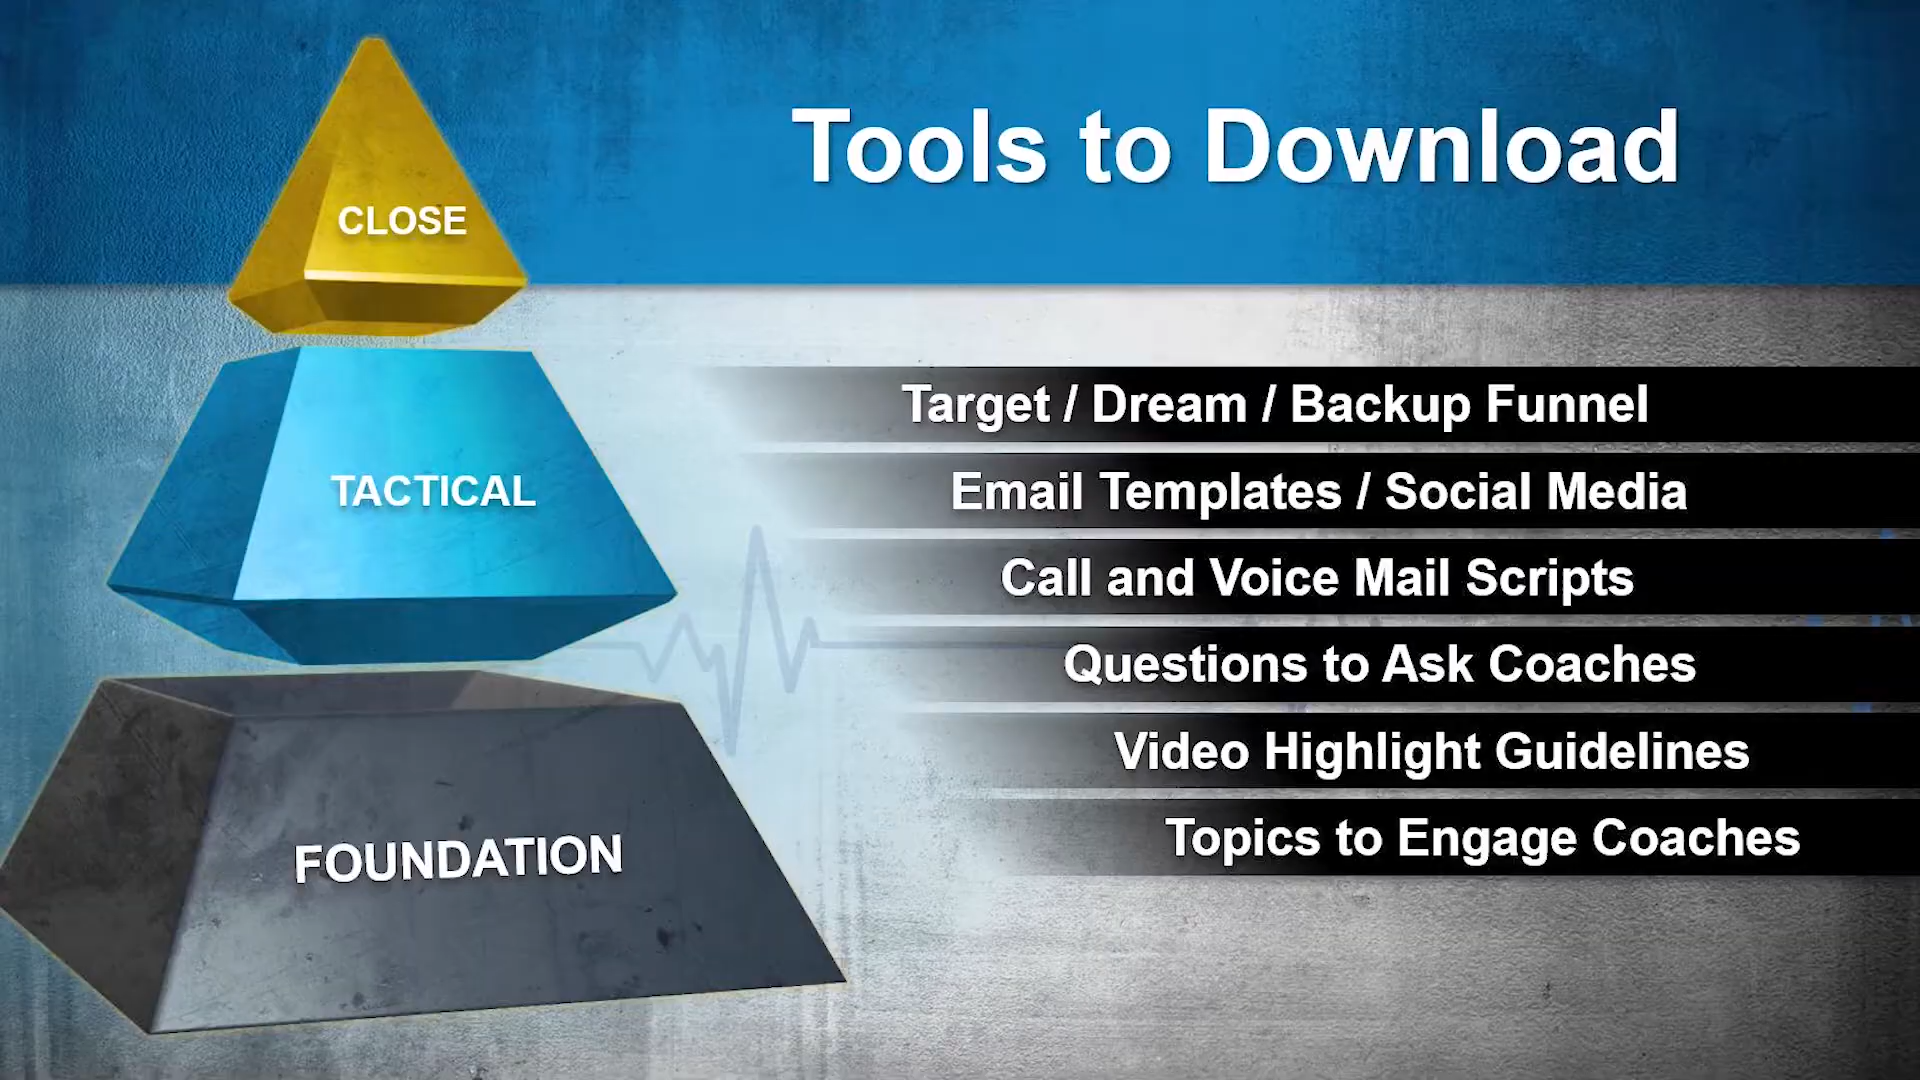 Tools to Download
CLOSE
TACTICAL
FOUNDATION
Target / Dream / Backup Funnel
Email Templates / Social Media
Call and Voice Mail Scripts
Questions to Ask Coaches
Video Highlight Guidelines
Topics to Engage Coaches